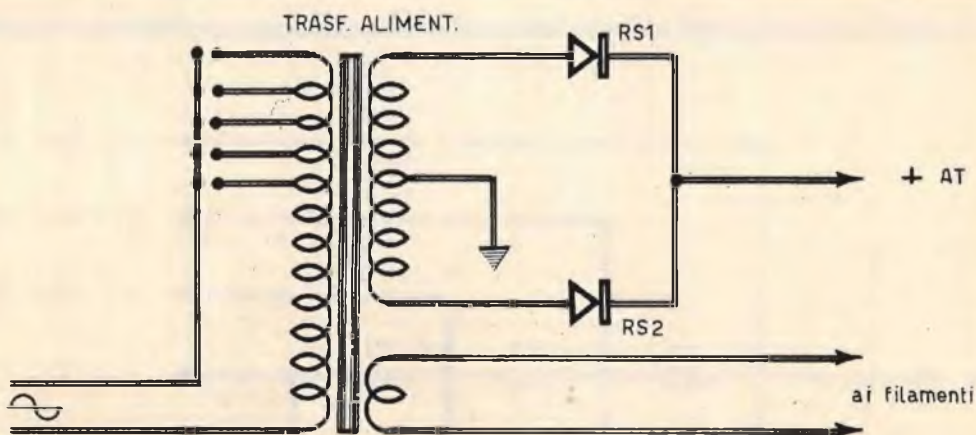 TRASF. ALIMENT.
RS1
+ AT
RS2
ai filamenti